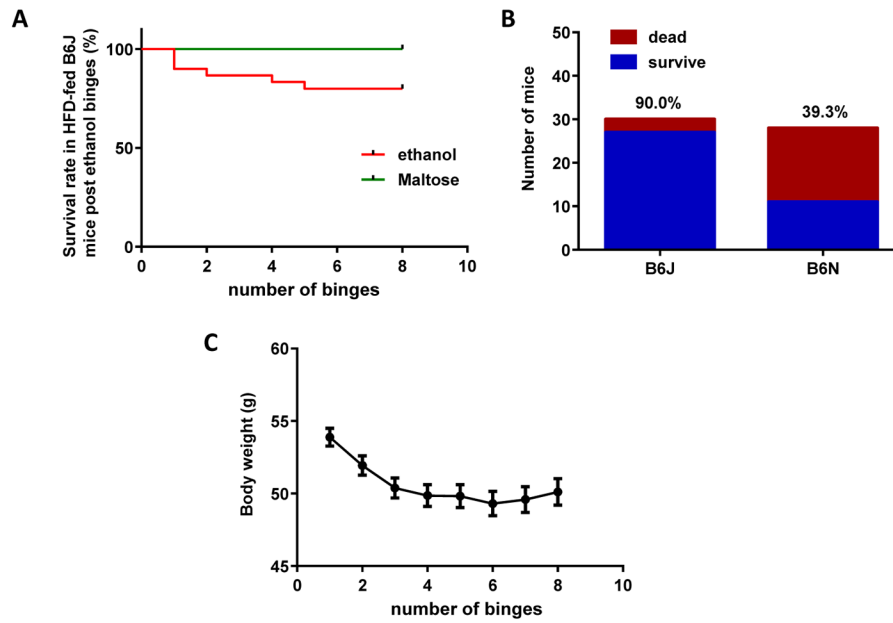 A
Survival rate in HFD-fed B6J
mice post ethanol binges (%)
100
50
0
0 2 4 6 8 10
number of binges
ethanol
Maltose
B
Number of mice
50
40
30
20
10
0
dead
survive
90.0%
39.3%
B6J
B6N
C
Body weight (g)
60
55
50
45
0 2 4 6 8 10
number of binges